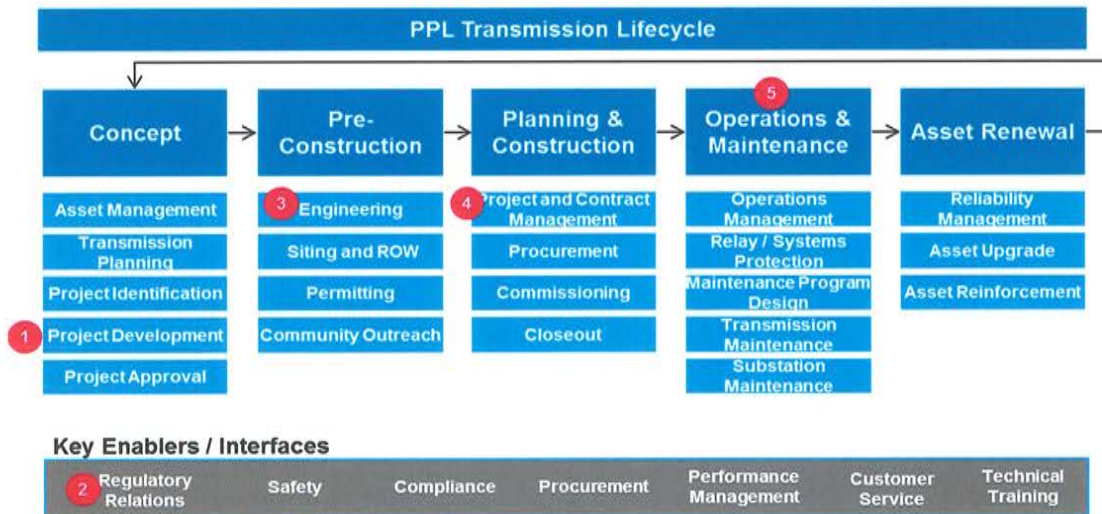 PPL Transmission Lifecycle
Concept
Pre-
Construction
Planning &
Construction
5
Operations &
Maintenance
Asset Renewal
Asset Management
Transmission
Planning
Project Identification
1
Project Development
Project Approval
3
Engineering
Siting and ROW
Permitting
Community Outreach
4
Project and Contract
Management
Procurement
Commissioning
Closeout
Operations
Management
Relay / Systems
Protection
Maintenance Program
Design
Transmission
Maintenance
Substation
Maintenance
Reliability
Management
Asset Upgrade
Asset Reinforcement
Key Enablers / Interfaces
2
Regulatory
Relations
Safety
Compliance
Procurement
Performance
Management
Customer
Service
Technical
Training